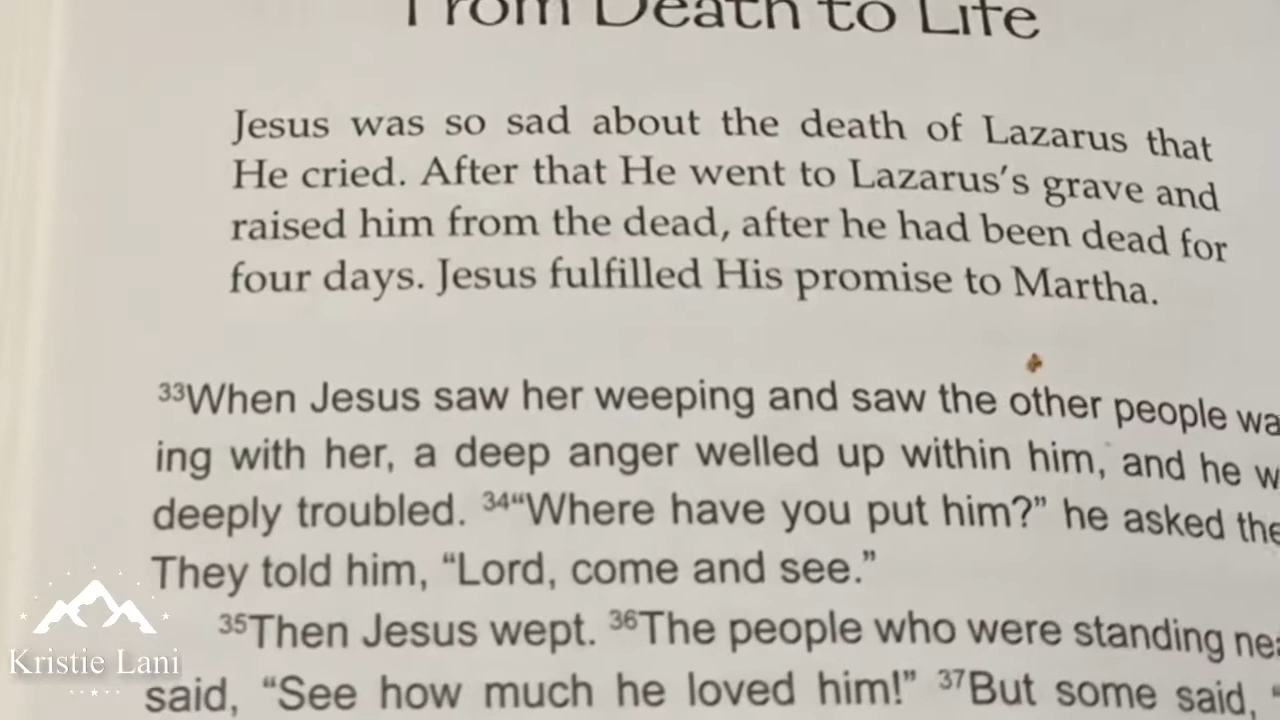 From Death to Life
Jesus was so sad about the death of Lazarus that
He cried. After that He went to Lazarus's grave and
raised him from the dead, after he had been dead for
four days. Jesus fulfilled His promise to Martha.
33When Jesus saw her weeping and saw the other people wa
ing with her, a deep anger welled up within him, and he w
deeply troubled. 34“Where have you put him?” he asked the
They told him, “Lord, come and see.”
35Then Jesus wept. 36The people who were standing nea
said, “See how much he loved him!” 37But some said, “
Kristie Lani